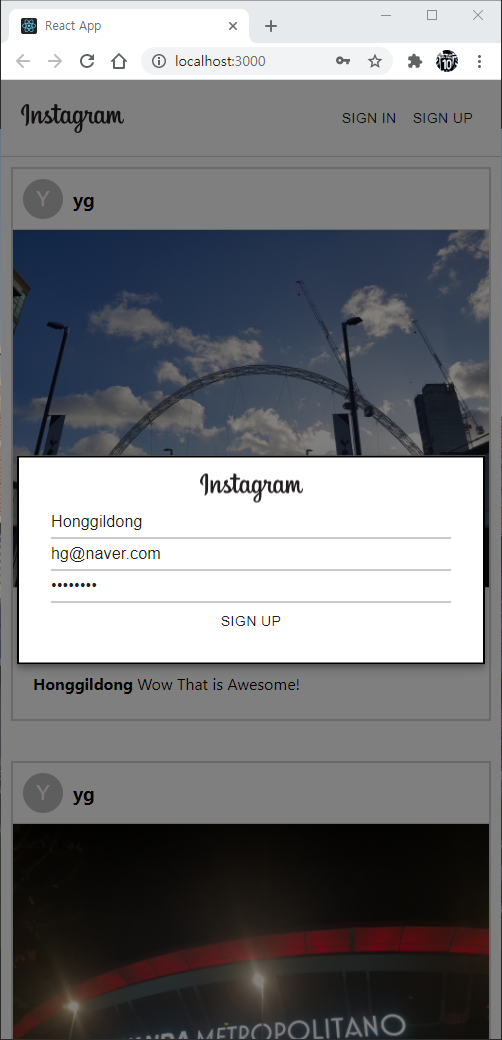 React App
localhost:3000
Instagram
SIGN IN SIGN UP
Y yg
Instagram
Honggildong
hg@naver.com
••••••••
SIGN UP
Honggildong Wow That is Awesome!
Y yg
METROPOLITANO